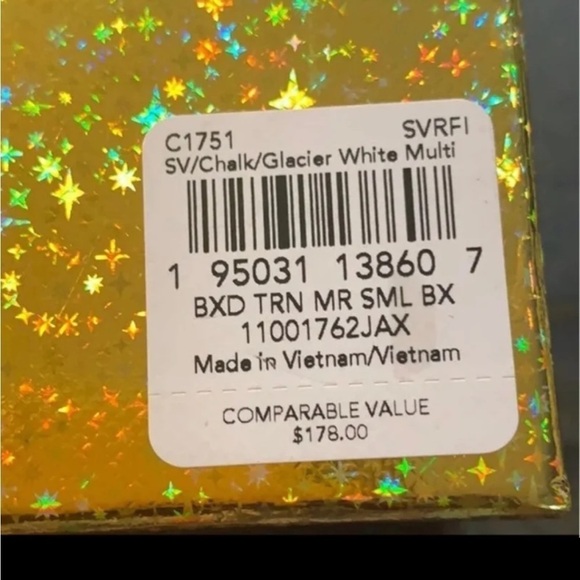 C1751 SVRFI
SV/Chalk/Glacier White Multi
1 95031 13860 7
BXD TRN MR SML BX
11001762JAX
Made in Vietnam/Vietnam
COMPARABLE VALUE
$178.00